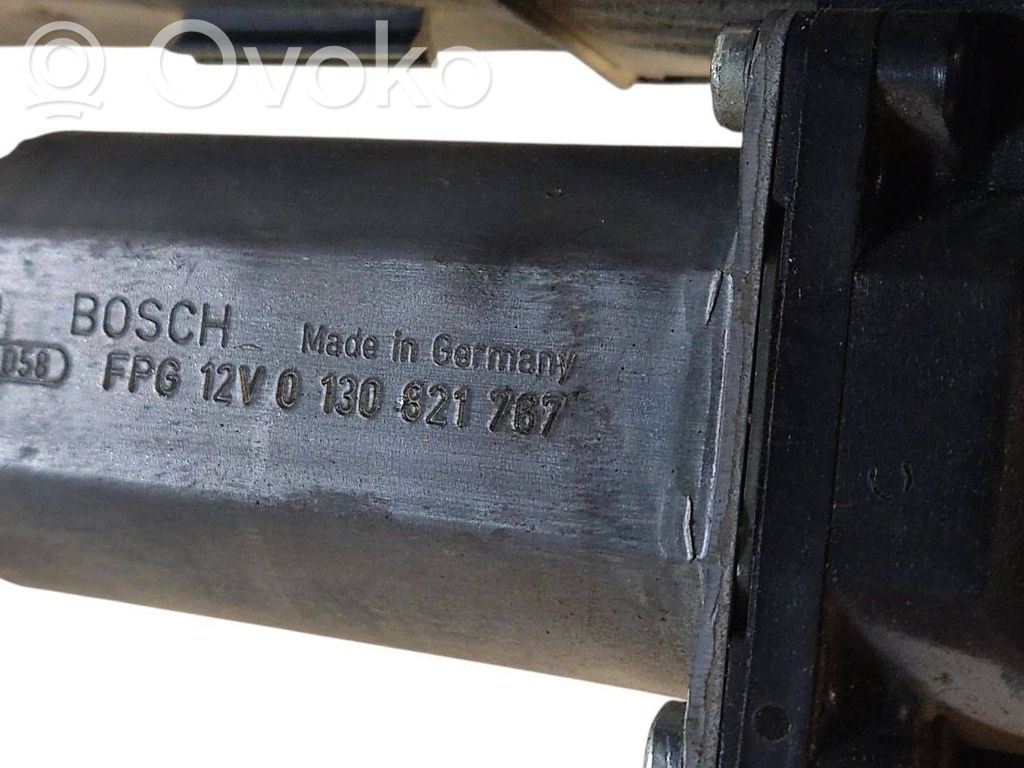 Ovoko
BOSCH Made in Germany
058 FPG 12V 0 130 821 767